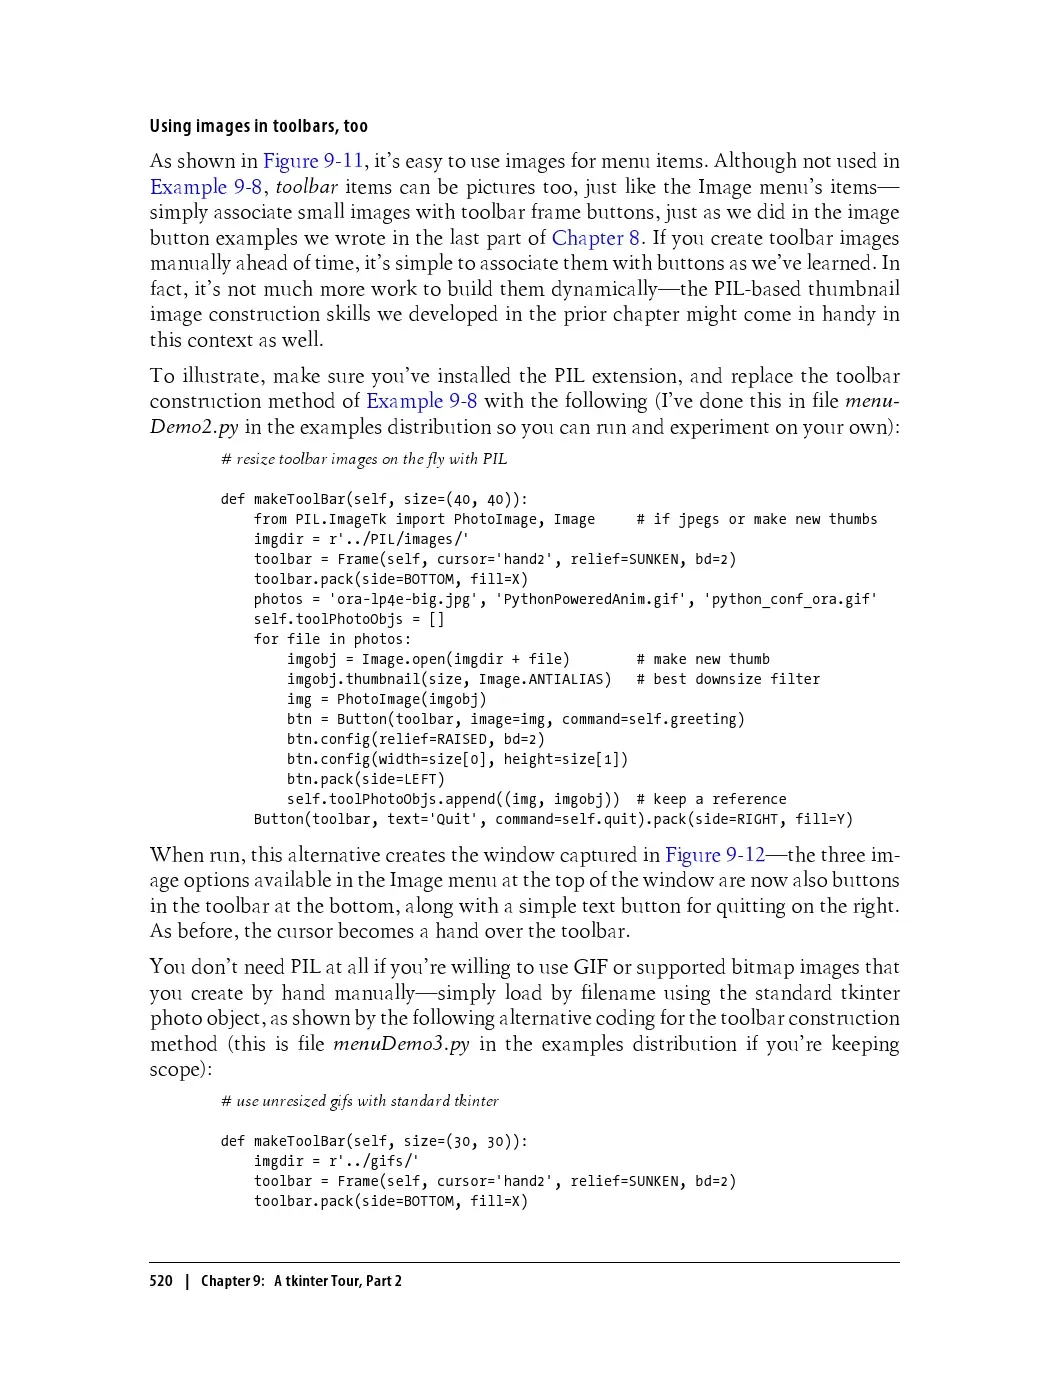 Using images in toolbars, too
As shown in Figure 9-11, it’s easy to use images for menu items. Although not used in
Example 9-8, toolbar items can be pictures too, just like the Image menu’s items—
simply associate small images with toolbar frame buttons, just as we did in the image
button examples we wrote in the last part of Chapter 8. If you create toolbar images
manually ahead of time, it’s simple to associate them with buttons as we’ve learned. In
fact, it’s not much more work to build them dynamically—the PIL-based thumbnail
image construction skills we developed in the prior chapter might come in handy in
this context as well.
To illustrate, make sure you’ve installed the PIL extension, and replace the toolbar
construction method of Example 9-8 with the following (I’ve done this in file menu-
Demo2.py in the examples distribution so you can run and experiment on your own):
# resize toolbar images on the fly with PIL
def makeToolBar(self, size=(40, 40)):
    from PIL.ImageTk import PhotoImage, Image     # if jpegs or make new thumbs
    imgdir = r'../PIL/images/'
    toolbar = Frame(self, cursor='hand2', relief=SUNKEN, bd=2)
    toolbar.pack(side=BOTTOM, fill=X)
    photos = 'ora-lp4e-big.jpg', 'PythonPoweredAnim.gif', 'python_conf_ora.gif'
    self.toolPhotoObjs = []
    for file in photos:
        imgobj = Image.open(imgdir + file)        # make new thumb
        imgobj.thumbnail(size, Image.ANTIALIAS)   # best downsize filter
        img = PhotoImage(imgobj)
        btn = Button(toolbar, image=img, command=self.greeting)
        btn.config(relief=RAISED, bd=2)
        btn.config(width=size[0], height=size[1])
        btn.pack(side=LEFT)
        self.toolPhotoObjs.append((img, imgobj))  # keep a reference
    Button(toolbar, text='Quit', command=self.quit).pack(side=RIGHT, fill=Y)
When run, this alternative creates the window captured in Figure 9-12—the three im-
age options available in the Image menu at the top of the window are now also buttons
in the toolbar at the bottom, along with a simple text button for quitting on the right.
As before, the cursor becomes a hand over the toolbar.
You don’t need PIL at all if you’re willing to use GIF or supported bitmap images that
you create by hand manually—simply load by filename using the standard tkinter
photo object, as shown by the following alternative coding for the toolbar construction
method (this is file menuDemo3.py in the examples distribution if you’re keeping
scope):
# use unresized gifs with standard tkinter
def makeToolBar(self, size=(30, 30)):
    imgdir = r'../gifs/'
    toolbar = Frame(self, cursor='hand2', relief=SUNKEN, bd=2)
    toolbar.pack(side=BOTTOM, fill=X)
520 | Chapter 9: A tkinter Tour, Part 2